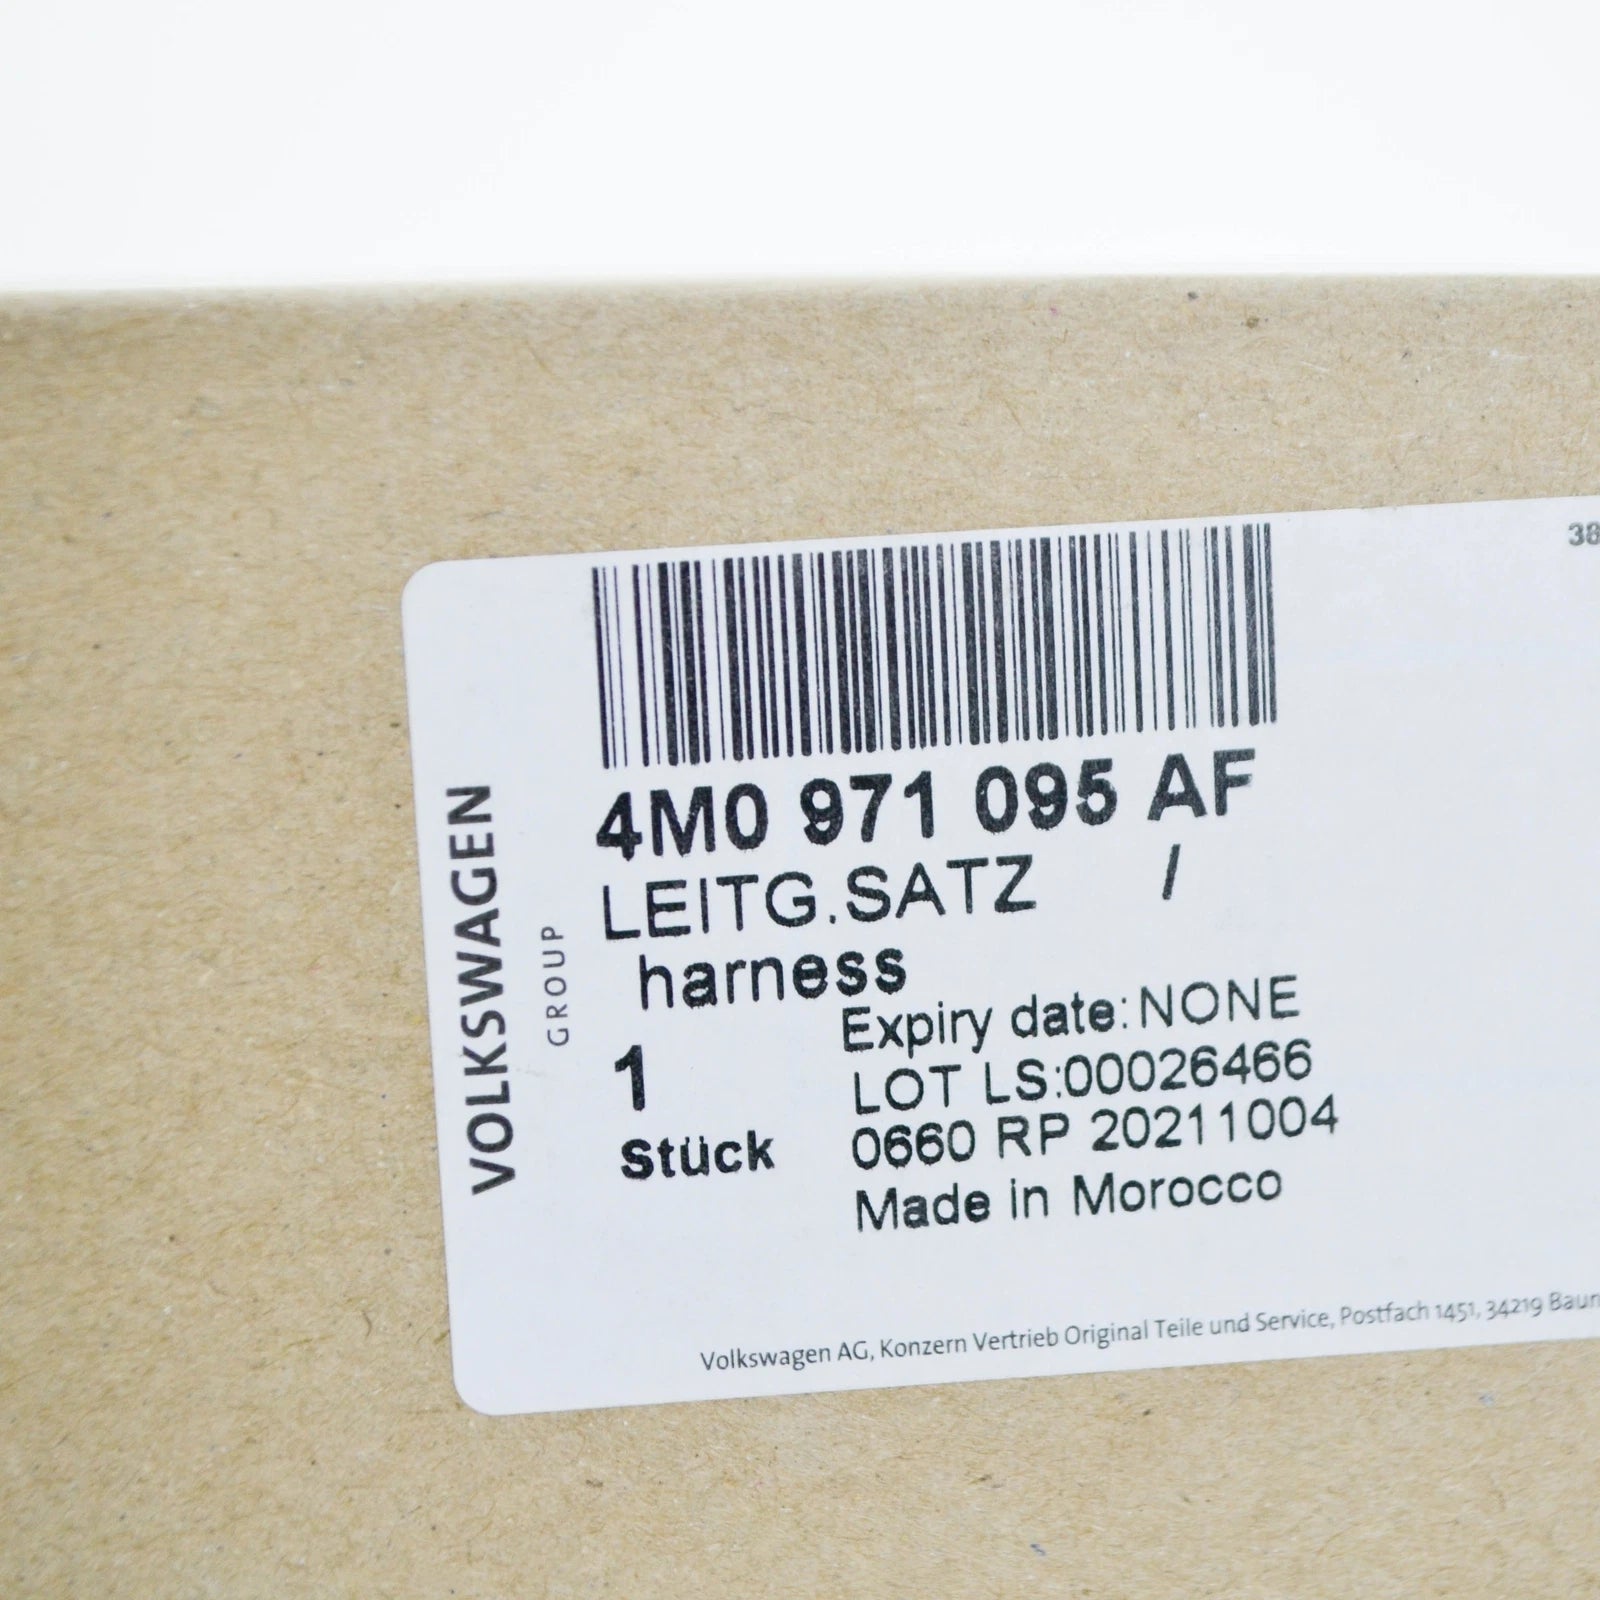 38
4M0 971 095 AF
LEITG.SATZ /
harness
Expiry date:NONE
1
LOT LS:00026466
Stück
0660 RP 20211004
Made in Morocco
VOLKSWAGEN
GROUP
Volkswagen AG, Konzern Vertrieb Original Teile und Service, Postfach 1451, 34219